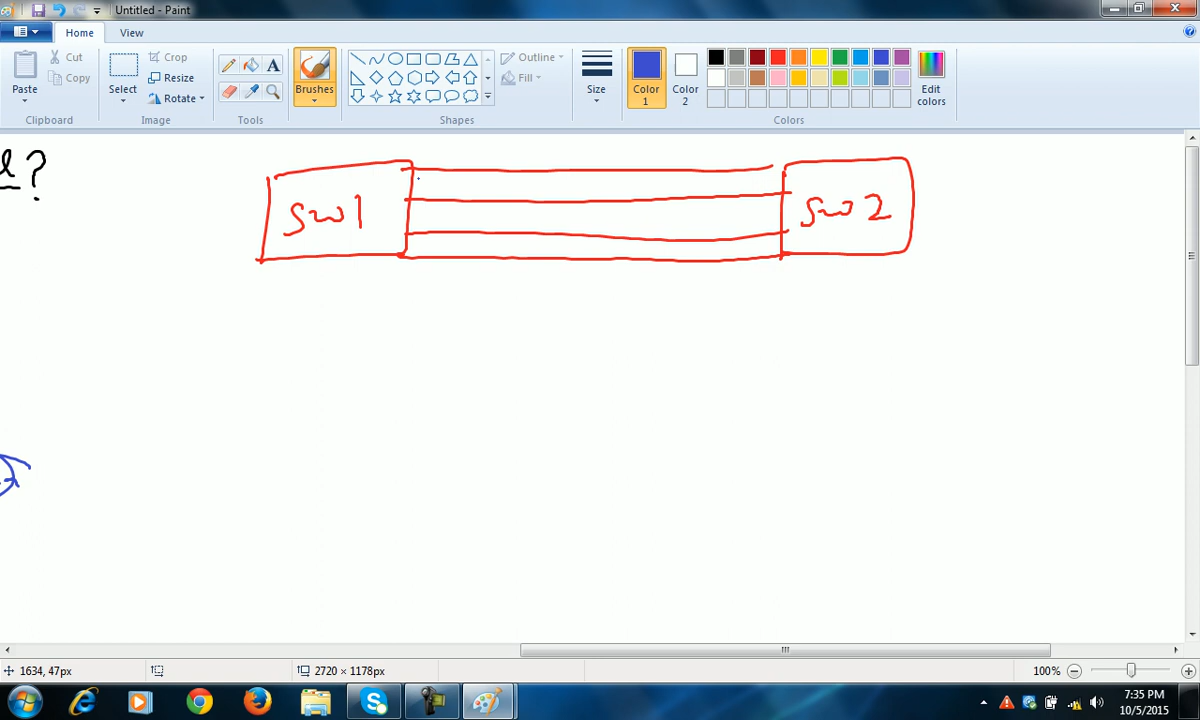 Untitled - Paint
Home View
Paste
Cut
Copy
Clipboard
Select
Crop
Resize
Rotate
Image
A
Tools
Brushes
Outline
Fill
Shapes
Size
Color 1
Color 2
Edit colors
Colors
?
SW1
SW2
1634, 47px
2720 × 1178px
100%
7:35 PM
10/5/2015